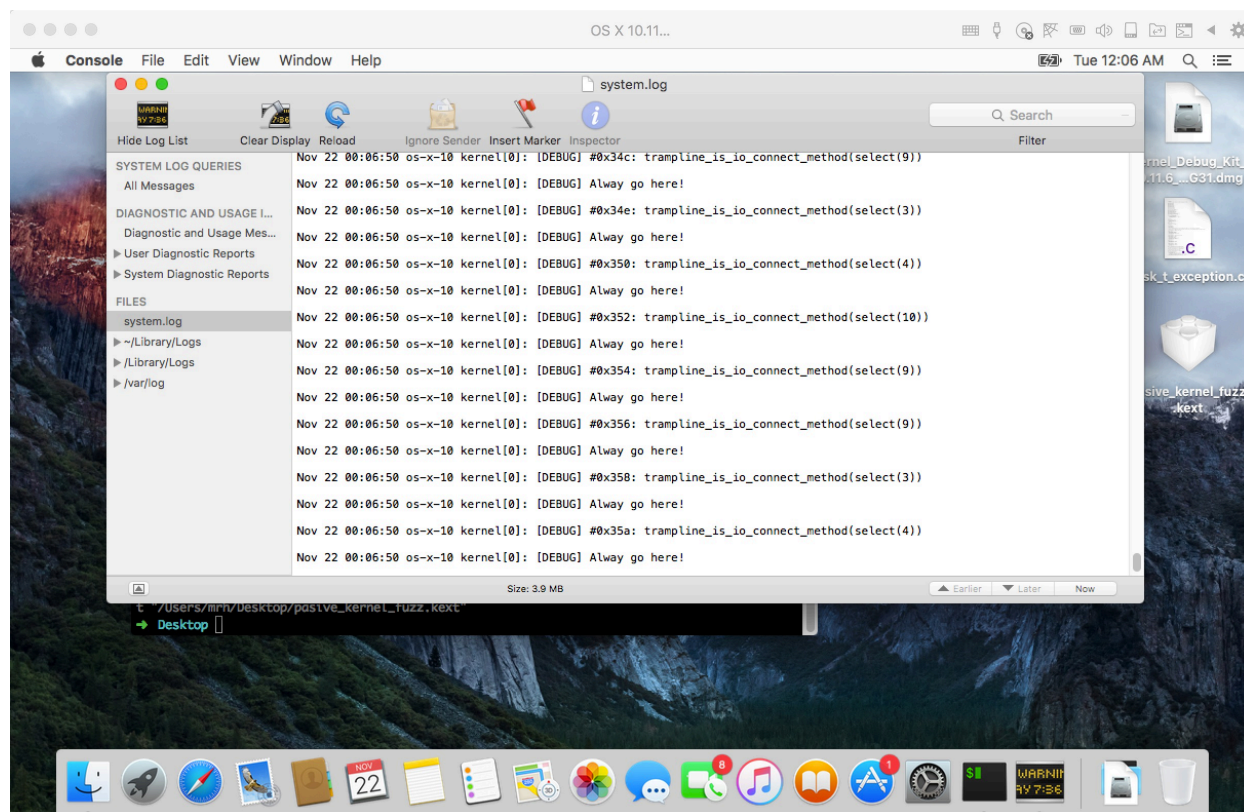 OS X 10.11...
Console File Edit View Window Help
Tue 12:06 AM
system.log
Hide Log List Clear Display Reload Ignore Sender Insert Marker Inspector
Search
Filter
SYSTEM LOG QUERIES
All Messages
DIAGNOSTIC AND USAGE I...
Diagnostic and Usage Mes...
User Diagnostic Reports
System Diagnostic Reports
FILES
system.log
~/Library/Logs
/Library/Logs
/var/log
Nov 22 00:06:50 os-x-10 kernel[0]: [DEBUG] #0x34c: trampline_is_io_connect_method(select(9))
Nov 22 00:06:50 os-x-10 kernel[0]: [DEBUG] Alway go here!
Nov 22 00:06:50 os-x-10 kernel[0]: [DEBUG] #0x34e: trampline_is_io_connect_method(select(3))
Nov 22 00:06:50 os-x-10 kernel[0]: [DEBUG] Alway go here!
Nov 22 00:06:50 os-x-10 kernel[0]: [DEBUG] #0x350: trampline_is_io_connect_method(select(4))
Nov 22 00:06:50 os-x-10 kernel[0]: [DEBUG] Alway go here!
Nov 22 00:06:50 os-x-10 kernel[0]: [DEBUG] #0x352: trampline_is_io_connect_method(select(10))
Nov 22 00:06:50 os-x-10 kernel[0]: [DEBUG] Alway go here!
Nov 22 00:06:50 os-x-10 kernel[0]: [DEBUG] #0x354: trampline_is_io_connect_method(select(9))
Nov 22 00:06:50 os-x-10 kernel[0]: [DEBUG] Alway go here!
Nov 22 00:06:50 os-x-10 kernel[0]: [DEBUG] #0x356: trampline_is_io_connect_method(select(9))
Nov 22 00:06:50 os-x-10 kernel[0]: [DEBUG] Alway go here!
Nov 22 00:06:50 os-x-10 kernel[0]: [DEBUG] #0x358: trampline_is_io_connect_method(select(3))
Nov 22 00:06:50 os-x-10 kernel[0]: [DEBUG] Alway go here!
Nov 22 00:06:50 os-x-10 kernel[0]: [DEBUG] #0x35a: trampline_is_io_connect_method(select(4))
Nov 22 00:06:50 os-x-10 kernel[0]: [DEBUG] Alway go here!
Size: 3.9 MB
Earlier Later Now
rnel_Debug_Kit_
.11.6_...G31.dmg
.C
sk_t_exception.c
sive_kernel_fuzz
.kext
t "/Users/mrh/Desktop/pasive_kernel_fuzz.kext"
➜ Desktop
NOV
22
3D
8
1
$
WARNIN
AY 7:36